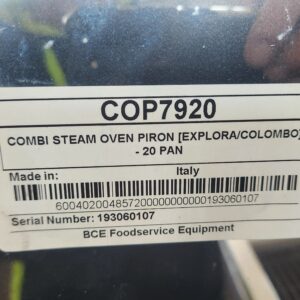 COP7920
COMBI STEAM OVEN PIRON [EXPLORA/COLOMBO]
- 20 PAN
Made in: Italy
6004020048572000000000000193060107
Serial Number: 193060107
BCE Foodservice Equipment